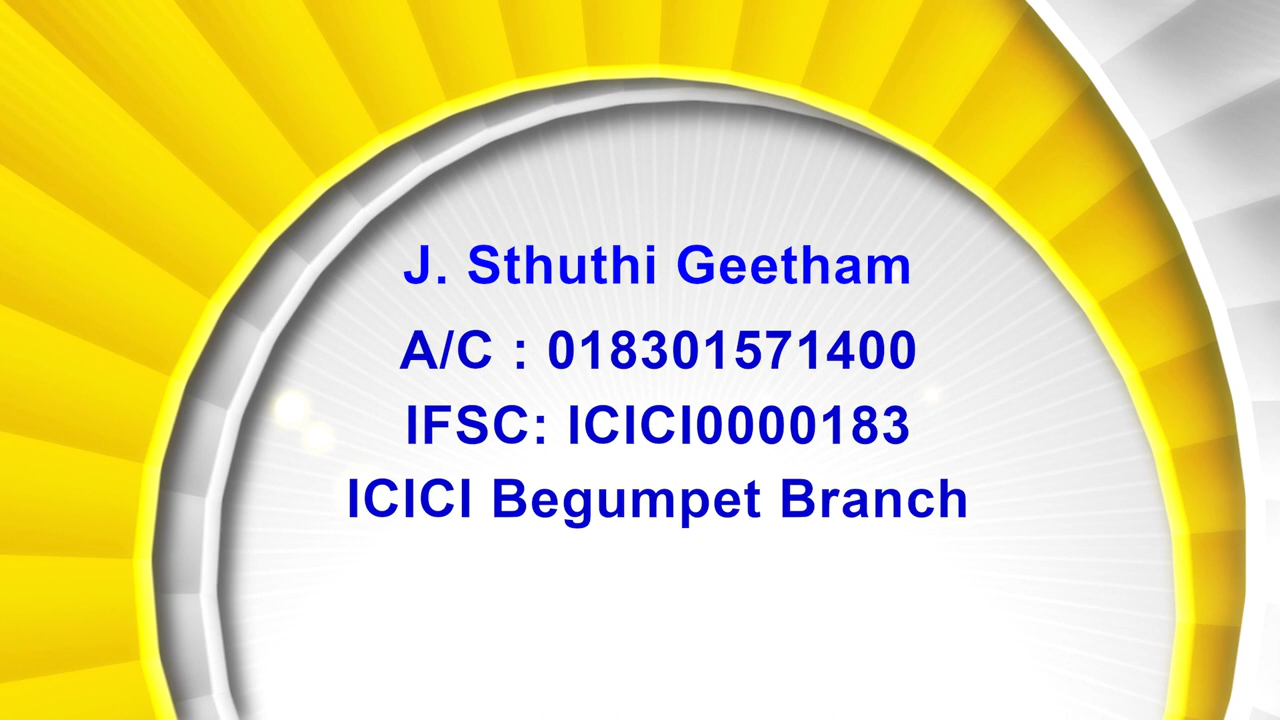 J. Sthuthi Geetham
A/C : 018301571400
IFSC: ICICI0000183
ICICI Begumpet Branch